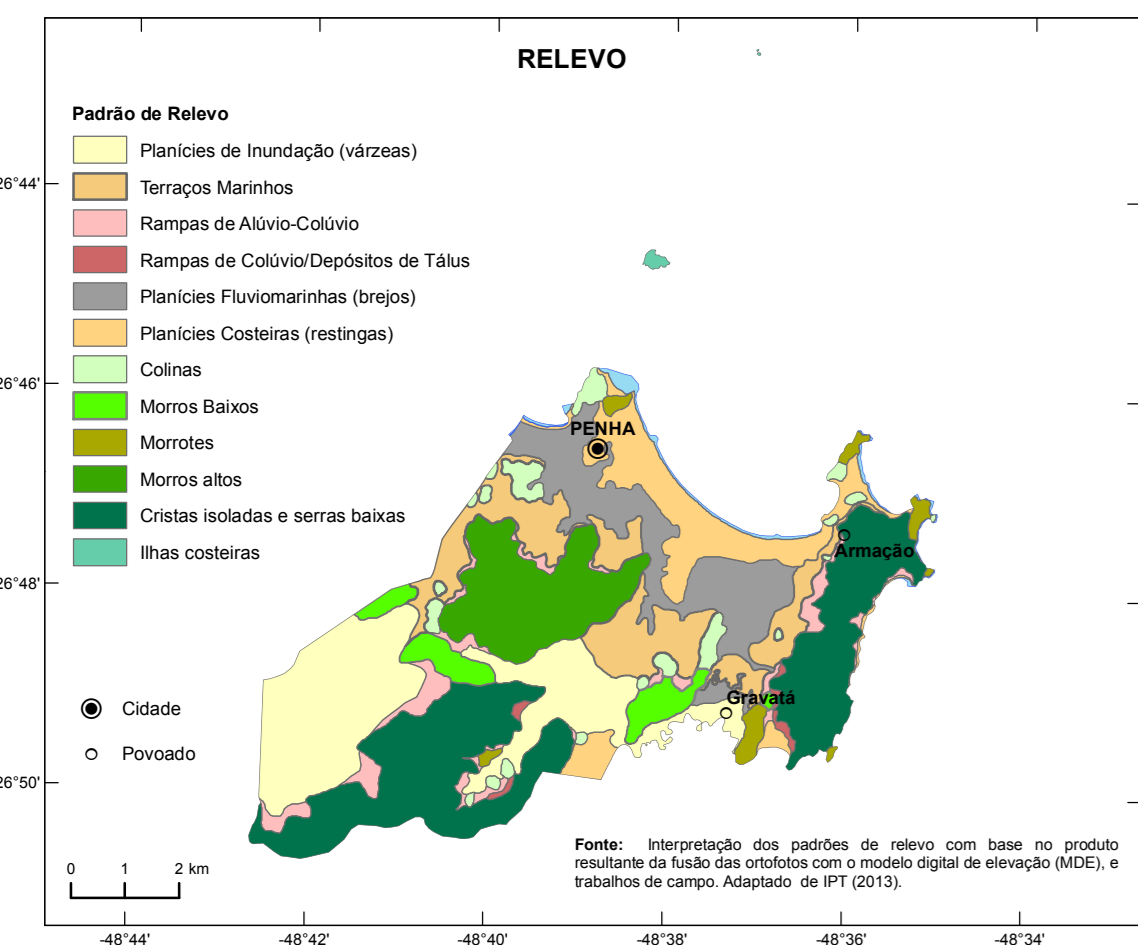 RELEVO
Padrão de Relevo
Planícies de Inundação (várzeas)
Terraços Marinhos
Rampas de Alúvio-Colúvio
Rampas de Colúvio/Depósitos de Tálus
Planícies Fluviomarinhas (brejos)
Planícies Costeiras (restingas)
Colinas
Morros Baixos
Morrotes
Morros altos
Cristas isoladas e serras baixas
Ilhas costeiras
26°44'
26°46'
26°48'
26°50'
PENHA
Armação
Gravatá
Cidade
Povoado
0 1 2 km
Fonte: Interpretação dos padrões de relevo com base no produto
resultante da fusão das ortofotos com o modelo digital de elevação (MDE), e
trabalhos de campo. Adaptado de IPT (2013).
-48°44' -48°42' -48°40' -48°38' -48°36' -48°34'